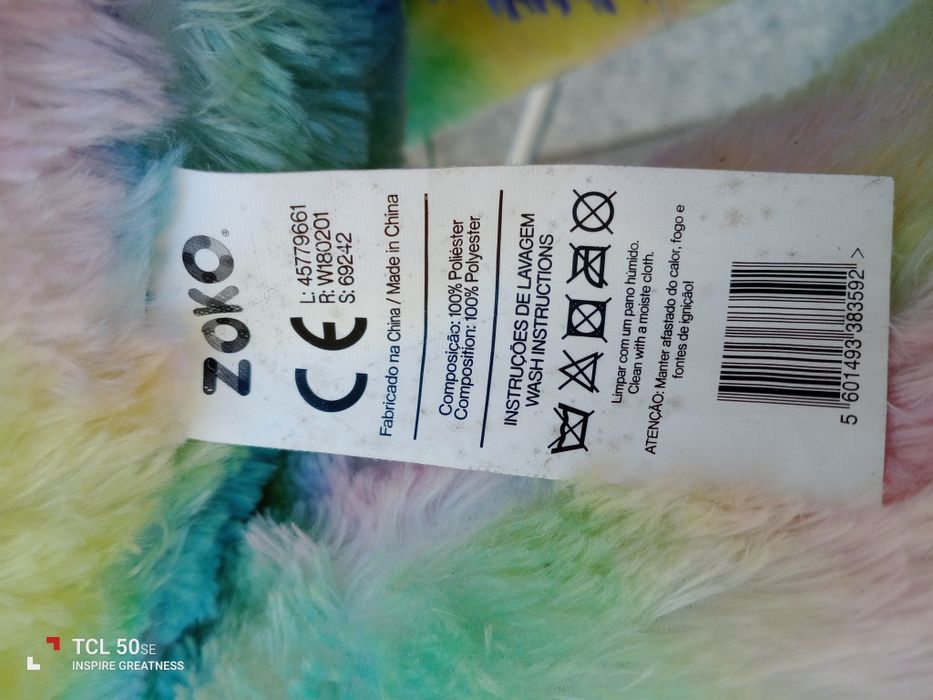 zoko®
CE
L: 45779661
R: W180201
S: 69242
Fabricado na China / Made in China
Composição: 100% Poliéster
Composition: 100% Polyester
INSTRUÇÕES DE LAVAGEM
WASH INSTRUCTIONS
Limpar com um pano húmido.
Clean with a moiste cloth.
ATENÇÃO: Manter afastado do calor, fogo e
fontes de ignição!
5 601493 383592 >
TCL 50SE
INSPIRE GREATNESS